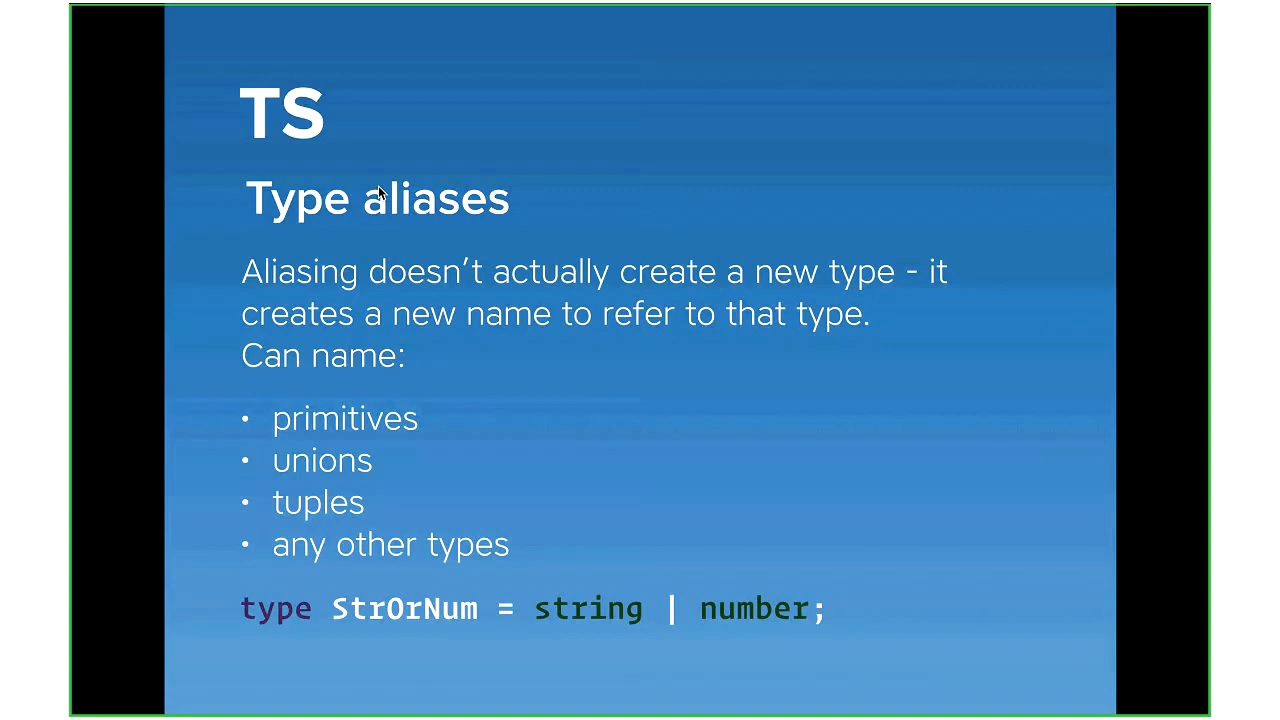 TS
Type aliases
Aliasing doesn't actually create a new type - it
creates a new name to refer to that type.
Can name:
• primitives
• unions
• tuples
• any other types
type StrOrNum = string | number;